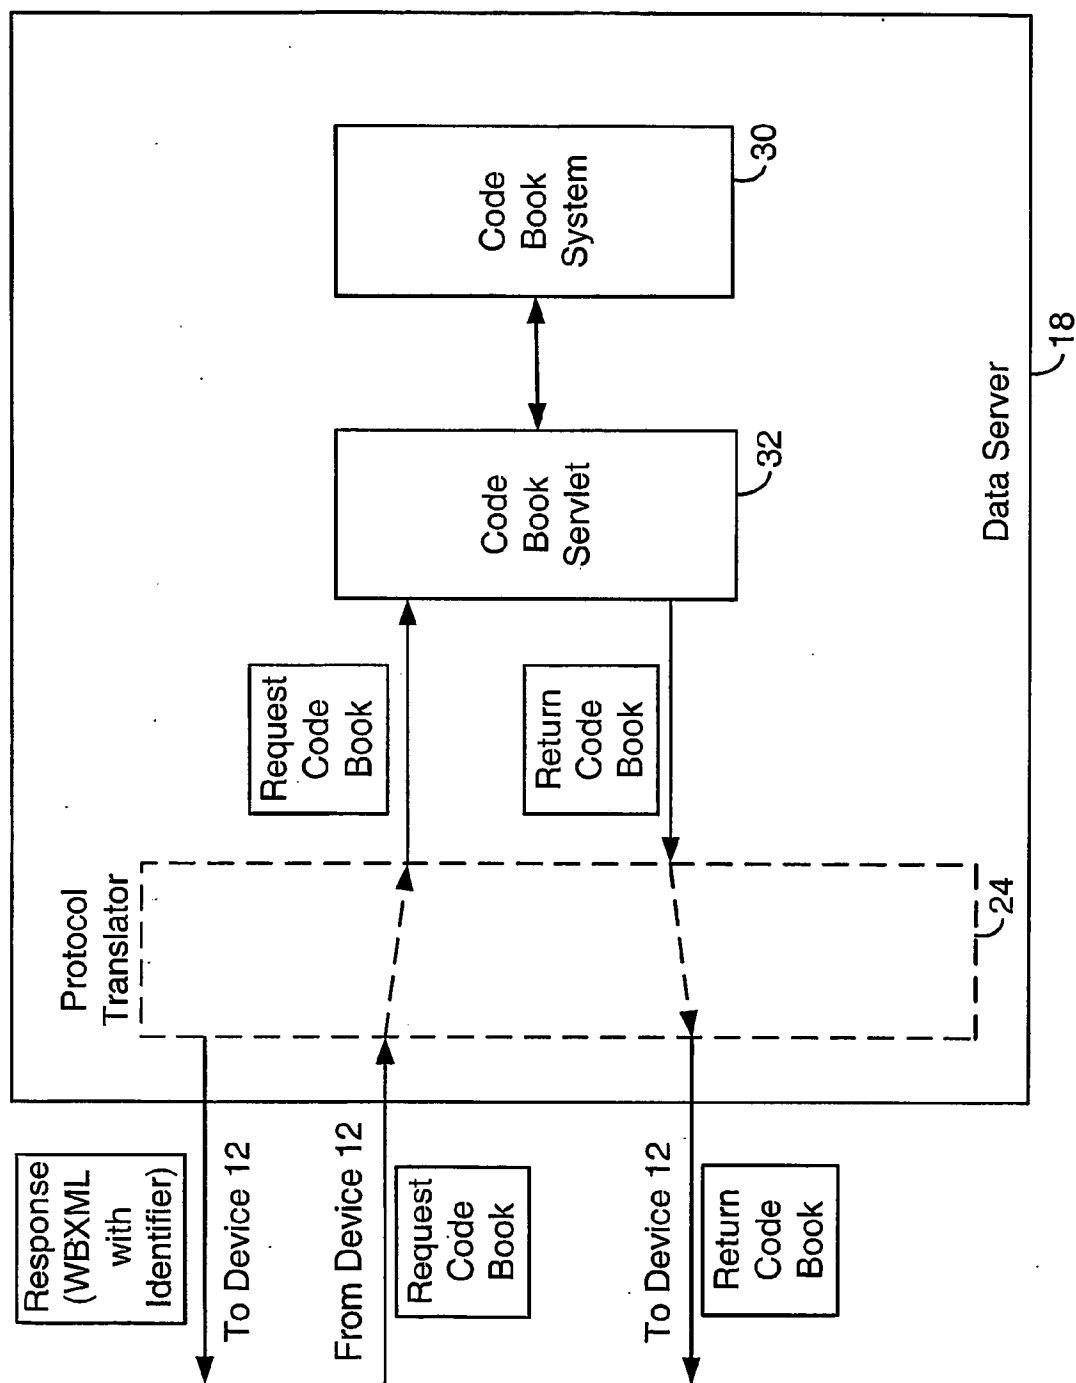 Response
(WBXML
with
Identifier)
To Device 12
From Device 12
Request
Code
Book
To Device 12
Return
Code
Book
Protocol
Translator
24
Request
Code
Book
Return
Code
Book
Code
Book
Servlet
32
Code
Book
System
30
Data Server
18